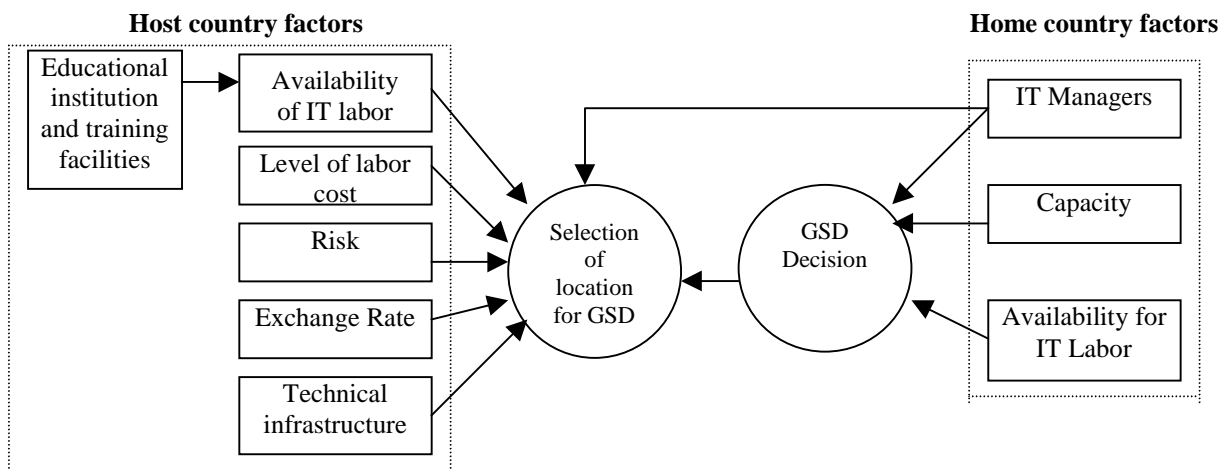 Host country factors
Educational
institution
and training
facilities
Availability
of IT labor
Level of labor
cost
Risk
Exchange Rate
Technical
infrastructure
Selection
of
location
for GSD
GSD
Decision
Home country factors
IT Managers
Capacity
Availability for
IT Labor